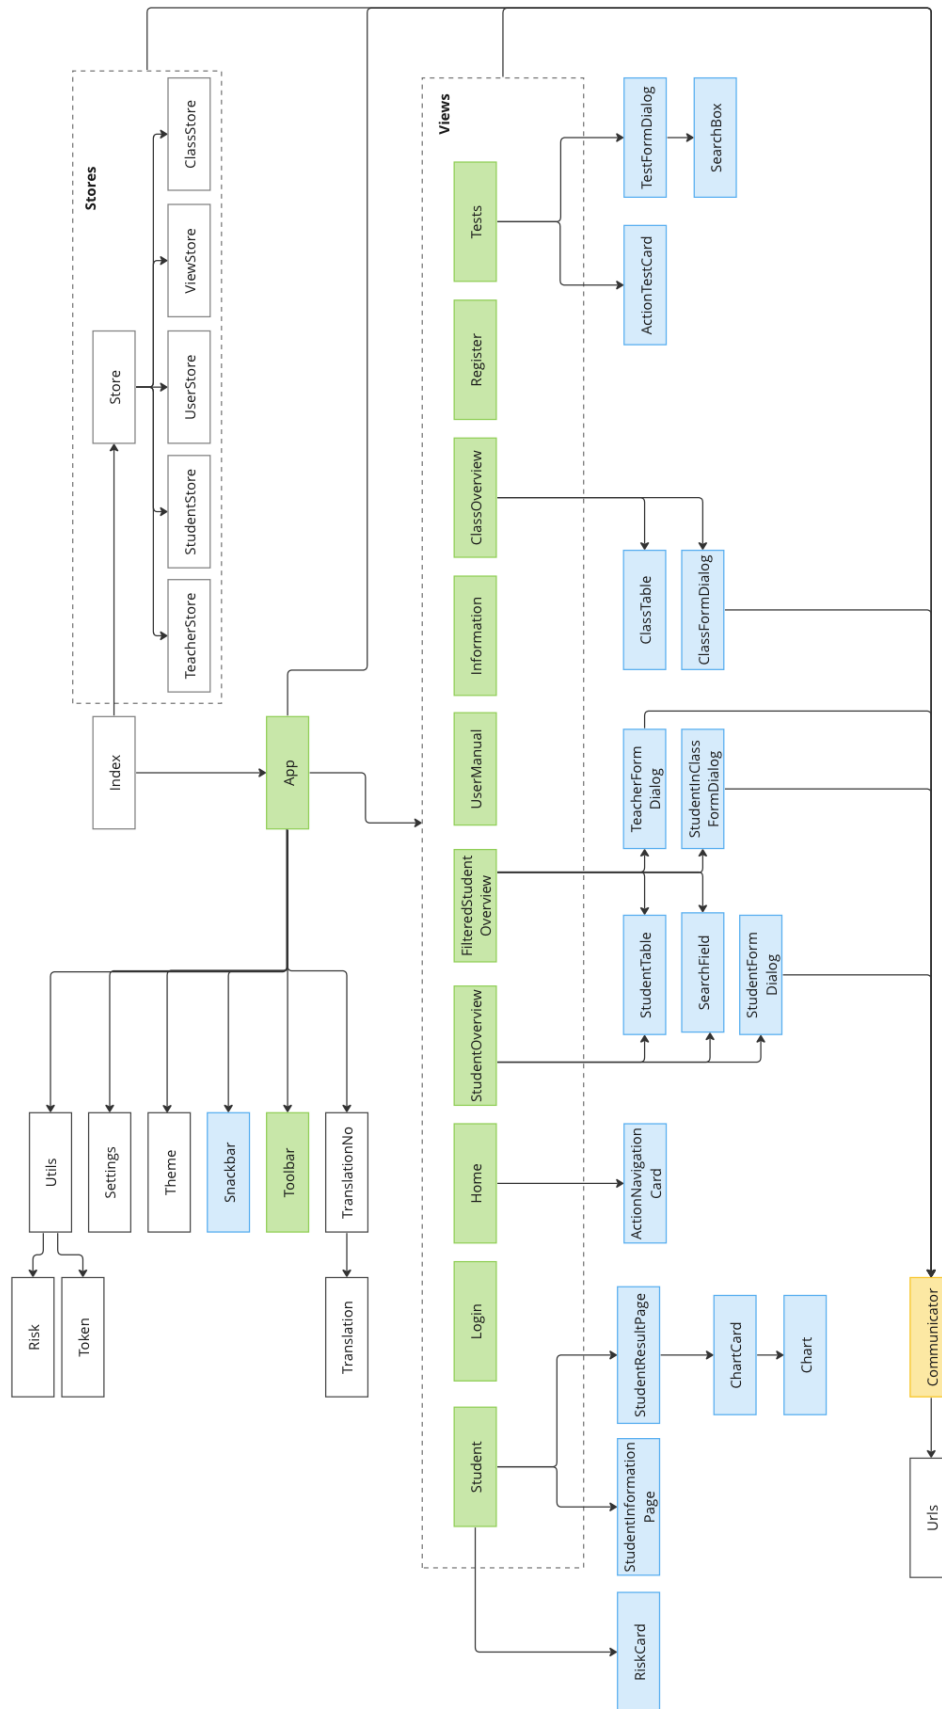 Risk
Token
Utils
Settings
Theme
Snackbar
Toolbar
TranslationNo
Translation
Index
App
Stores
Store
TeacherStore
StudentStore
UserStore
ViewStore
ClassStore
Views
Student
Login
Home
StudentOverview
FilteredStudent
Overview
UserManual
Information
ClassOverview
Register
Tests
RiskCard
StudentInformation
Page
StudentResultPage
ChartCard
Chart
ActionNavigation
Card
StudentTable
SearchField
StudentForm
Dialog
TeacherForm
Dialog
StudentInClass
FormDialog
ClassTable
ClassFormDialog
ActionTestCard
TestFormDialog
SearchBox
Communicator
Urls